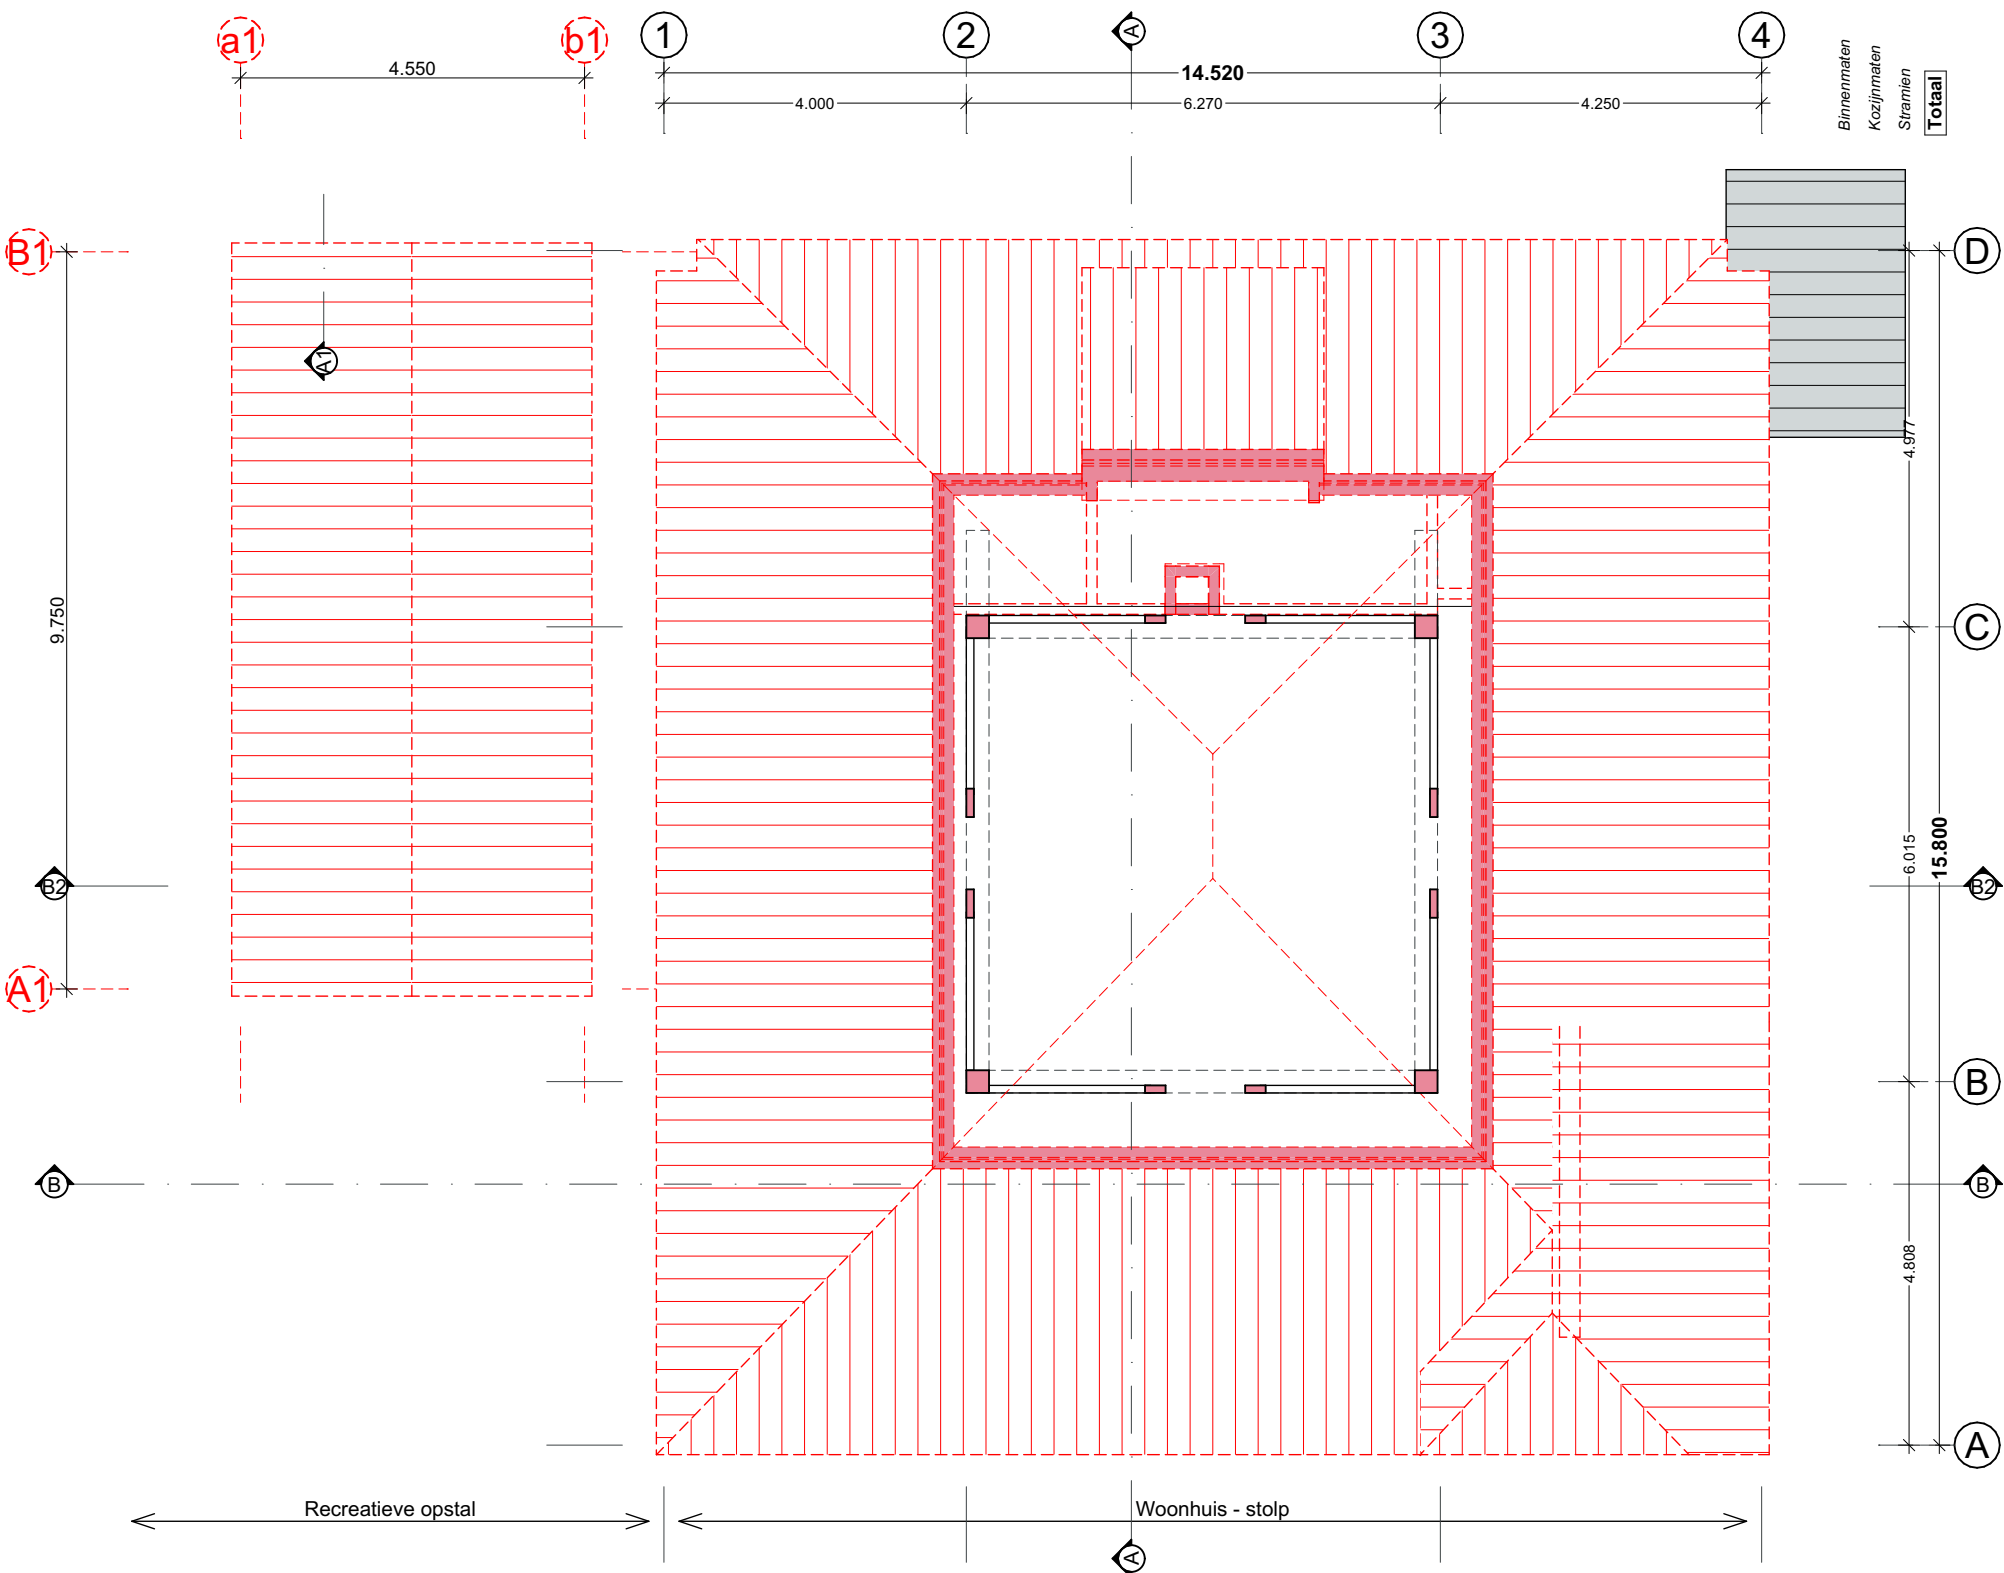 a1
b1
1
2
A
3
4
4.550
14.520
4.000
6.270
4.250
Binnenmaten
Kozijnmaten
Stramien
Totaal
B1
D
A1
4.977
C
9.750
6.015
15.800
B2
B2
A1
B
B
B
4.808
A
Recreatieve opstal
Woonhuis - stolp
A